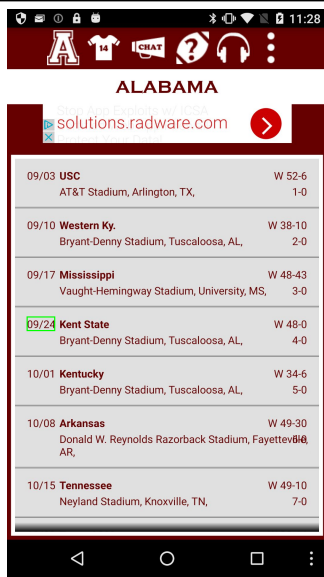 11:28
A 14 CHAT ?
ALABAMA
Stop App Exploits w/ ICSA
solutions.radware.com
Protect Your Data!
09/03 USC W 52-6
AT&T Stadium, Arlington, TX, 1-0
09/10 Western Ky. W 38-10
Bryant-Denny Stadium, Tuscaloosa, AL, 2-0
09/17 Mississippi W 48-43
Vaught-Hemingway Stadium, University, MS, 3-0
09/24 Kent State W 48-0
Bryant-Denny Stadium, Tuscaloosa, AL, 4-0
10/01 Kentucky W 34-6
Bryant-Denny Stadium, Tuscaloosa, AL, 5-0
10/08 Arkansas W 49-30
Donald W. Reynolds Razorback Stadium, Fayetteville, 6-0
AR,
10/15 Tennessee W 49-10
Neyland Stadium, Knoxville, TN, 7-0